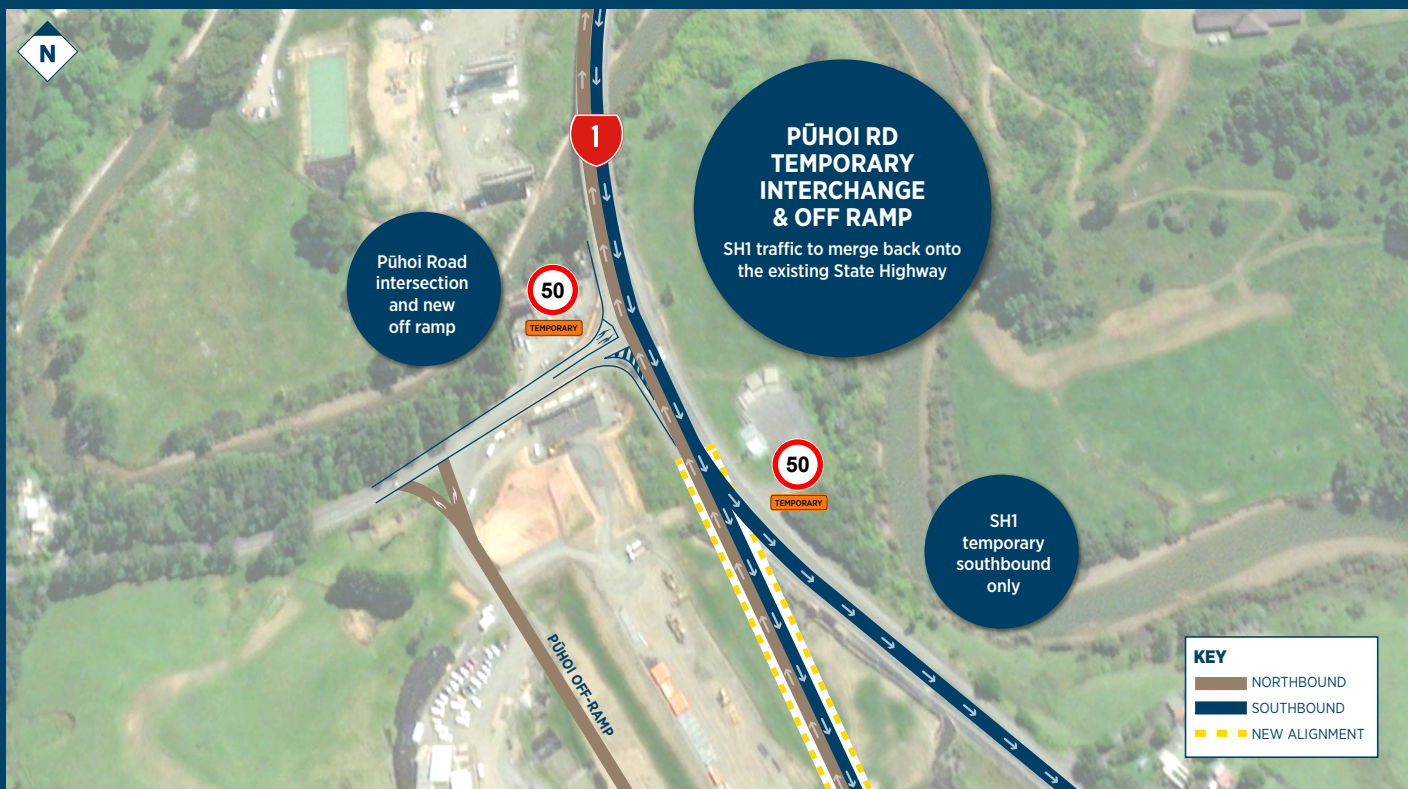 N
1
PŪHOI RD
TEMPORARY
INTERCHANGE
& OFF RAMP
SH1 traffic to merge back onto
the existing State Highway
Pūhoi Road
intersection
and new
off ramp
50
TEMPORARY
50
TEMPORARY
SH1
temporary
southbound
only
PŪHOI OFF-RAMP
KEY
NORTHBOUND
SOUTHBOUND
NEW ALIGNMENT